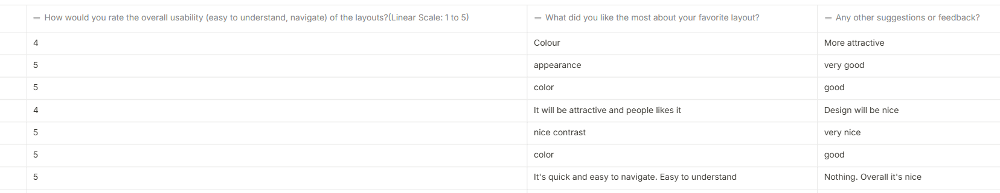 How would you rate the overall usability (easy to understand, navigate) of the layouts?(Linear Scale: 1 to 5) What did you like the most about your favorite layout? Any other suggestions or feedback?
4 Colour More attractive
5 appearance very good
5 color good
4 It will be attractive and people likes it Design will be nice
5 nice contrast very nice
5 color good
5 It's quick and easy to navigate. Easy to understand Nothing. Overall it's nice